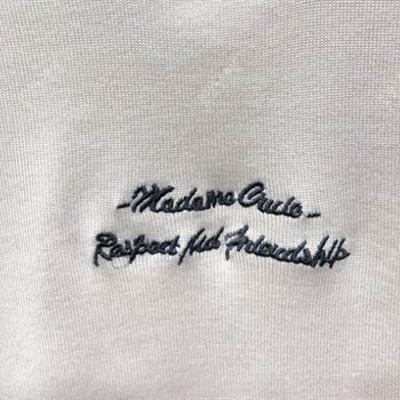 -Madame Crude-
Respect And Friendship